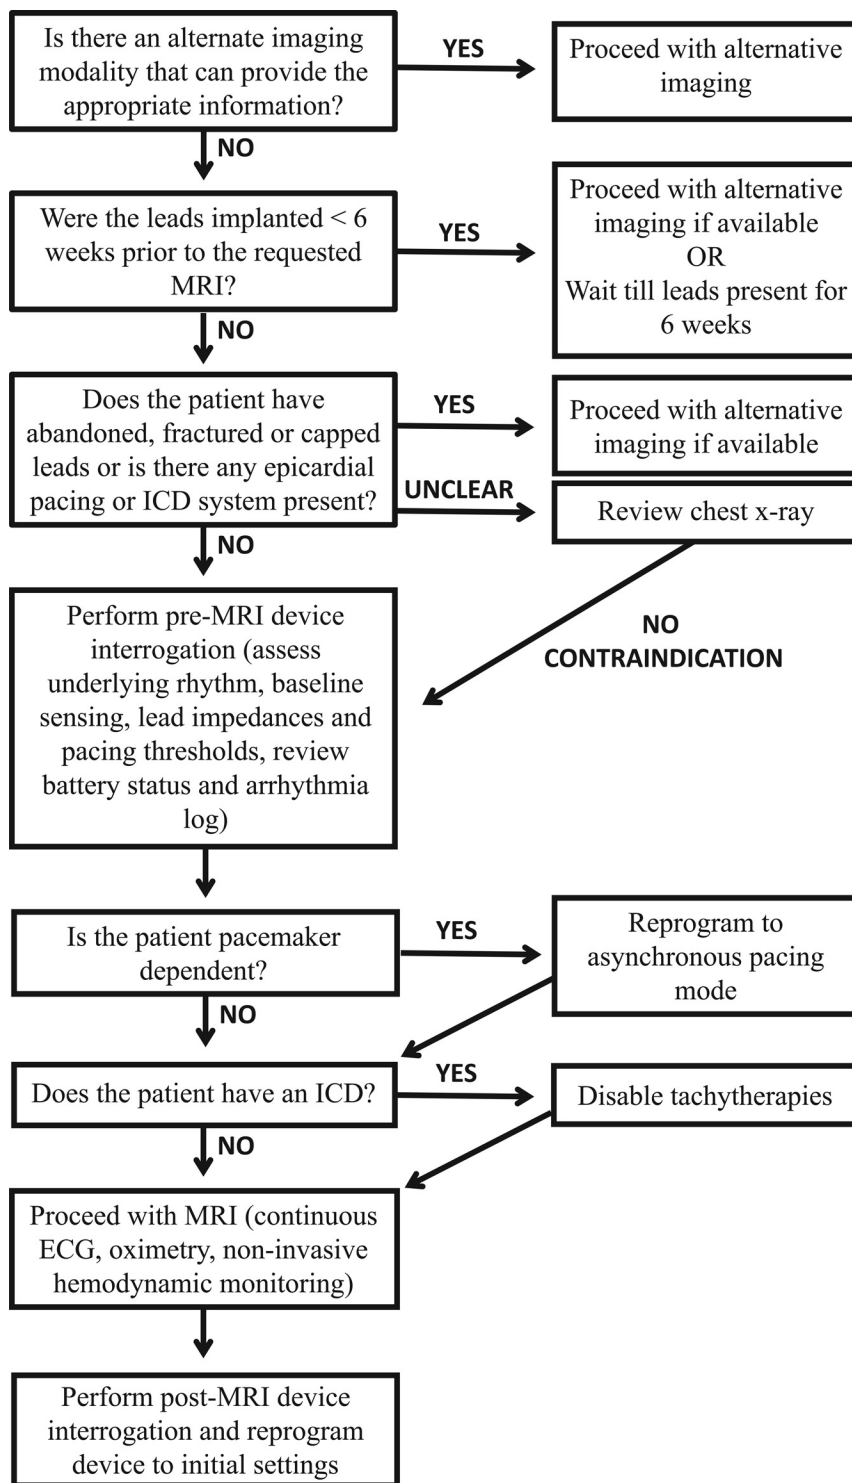 Is there an alternate imaging
modality that can provide the
appropriate information?
YES
Proceed with alternative
imaging
NO
Were the leads implanted < 6
weeks prior to the requested
MRI?
YES
Proceed with alternative
imaging if available
OR
Wait till leads present for
6 weeks
NO
Does the patient have
abandoned, fractured or capped
leads or is there any epicardial
pacing or ICD system present?
YES
Proceed with alternative
imaging if available
UNCLEAR
Review chest x-ray
NO
NO
CONTRAINDICATION
Perform pre-MRI device
interrogation (assess
underlying rhythm, baseline
sensing, lead impedances and
pacing thresholds, review
battery status and arrhythmia
log)
Is the patient pacemaker
dependent?
YES
Reprogram to
asynchronous pacing
mode
NO
Does the patient have an ICD?
YES
Disable tachytherapies
NO
Proceed with MRI (continuous
ECG, oximetry, non-invasive
hemodynamic monitoring)
Perform post-MRI device
interrogation and reprogram
device to initial settings